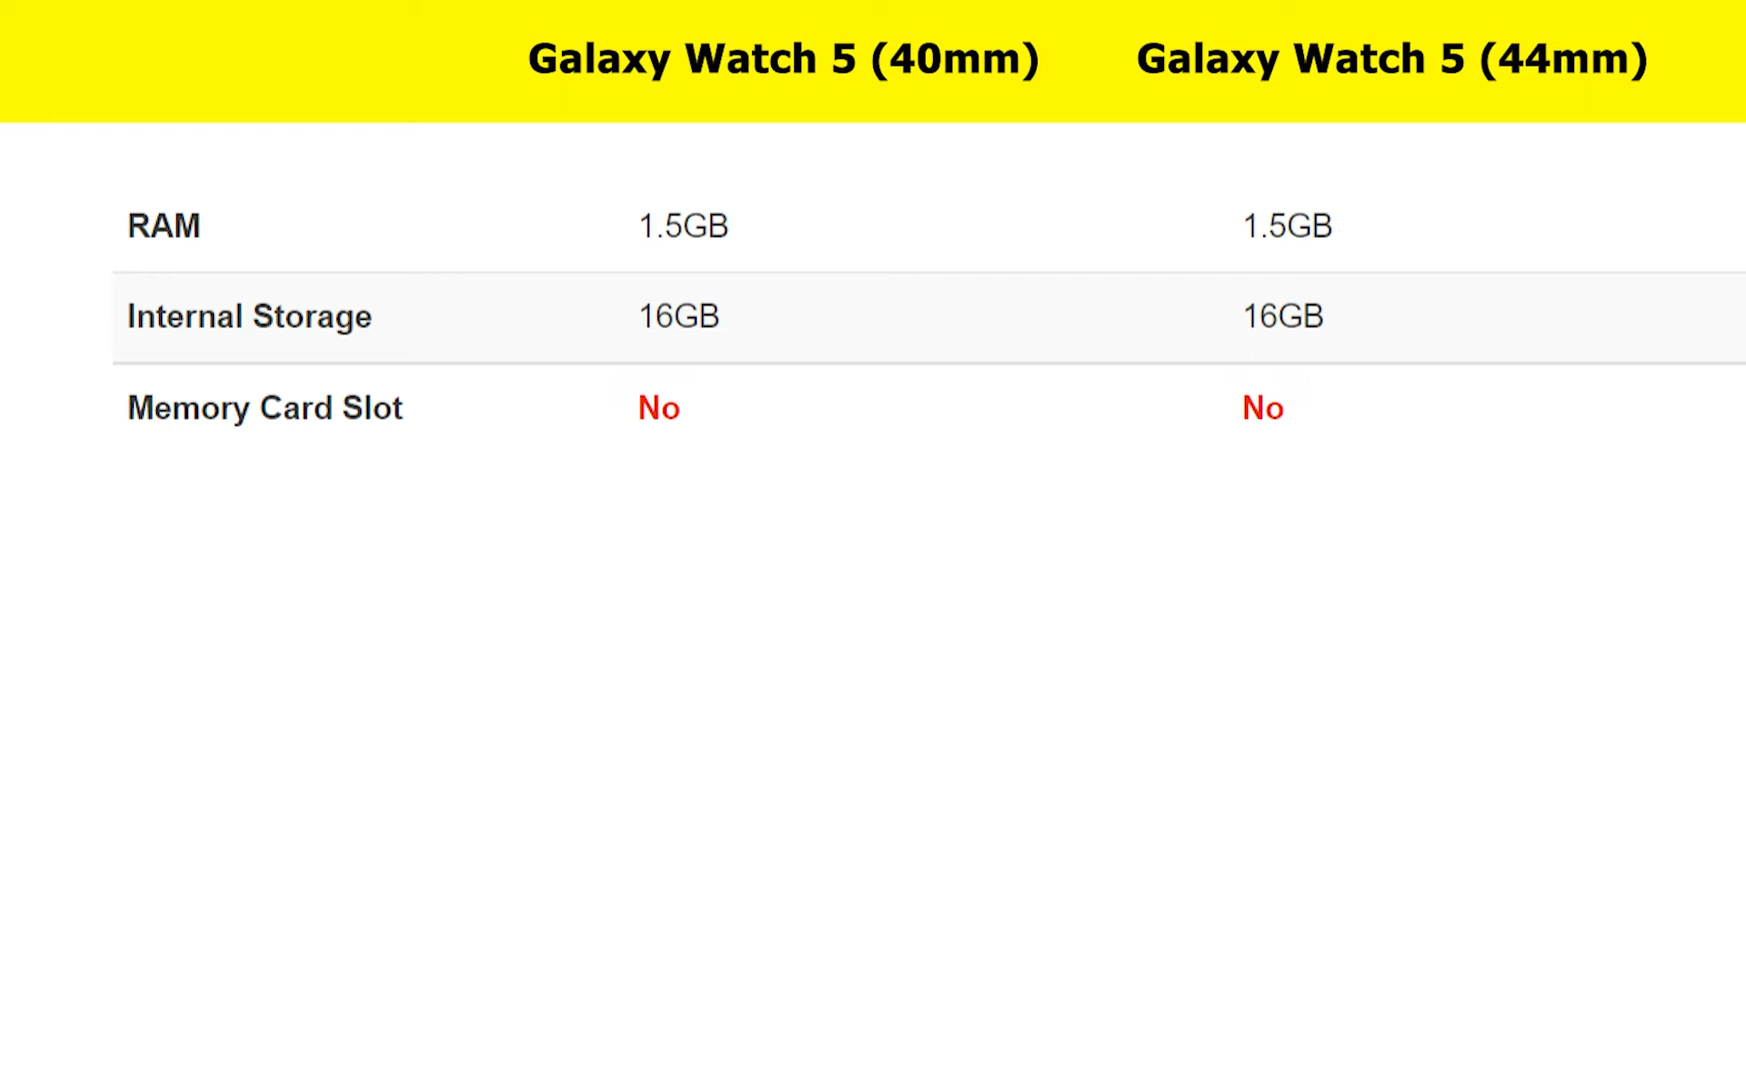 Galaxy Watch 5 (40mm) Galaxy Watch 5 (44mm)
RAM 1.5GB 1.5GB
Internal Storage 16GB 16GB
Memory Card Slot No No